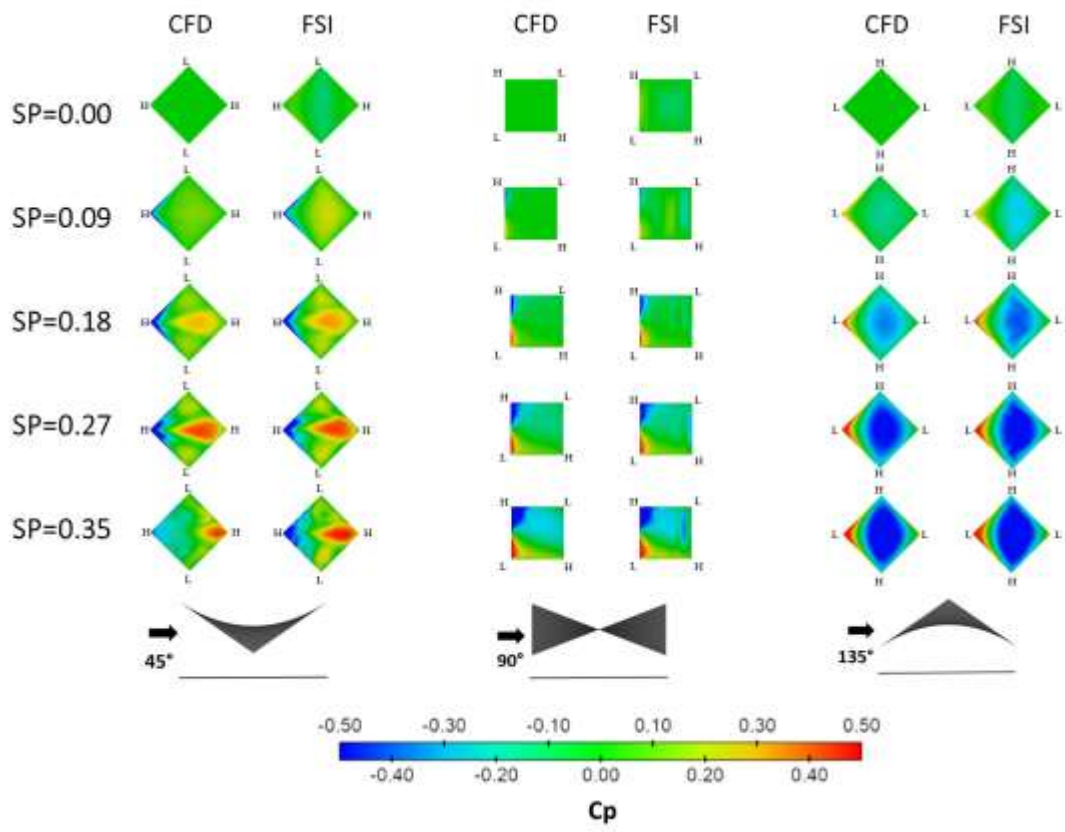 CFD FSI CFD FSI CFD FSI
L L H L H L H H
SP=0.00 H H H H L L L L
L L L H L H H H
L L H L H L H H
SP=0.09 H H H H L L L L
L L L H L H H H
L L H L H L H H
SP=0.18 H H H H L L L L
L L L H L H H H
L L H L H L H H
SP=0.27 H H H H L L L L
L L L H L H H H
L L H L H L H H
SP=0.35 H H H H L L L L
L L L H L H H H
45° 90° 135°
-0.50 -0.30 -0.10 0.13 0.30 0.50
-0.40 -0.20 0.00 0.20 0.40
Cp